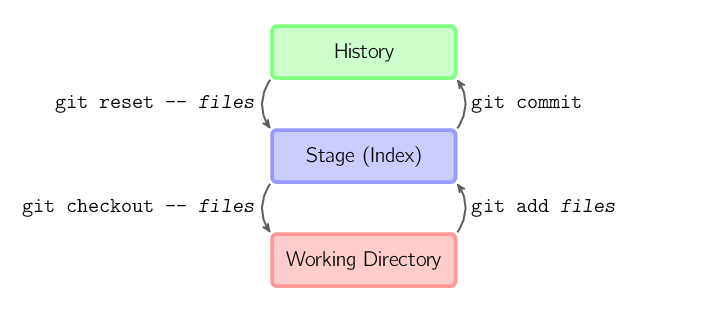 History
git reset -- files
git commit
Stage (Index)
git checkout -- files
git add files
Working Directory